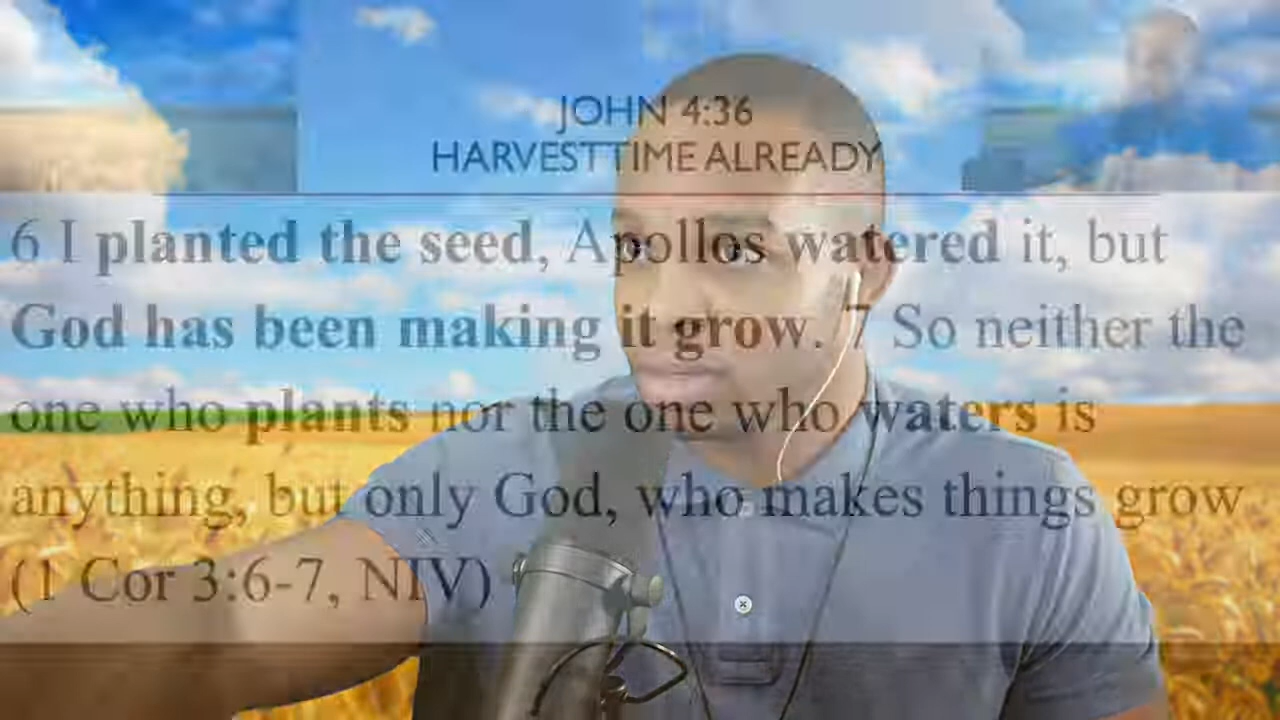 JOHN 4:36
HARVESTTIME ALREADY
6 I planted the seed, Apollos watered it, but
God has been making it grow. 7 So neither the
one who plants nor the one who waters is
anything, but only God, who makes things grow
(1 Cor 3:6-7, NIV)